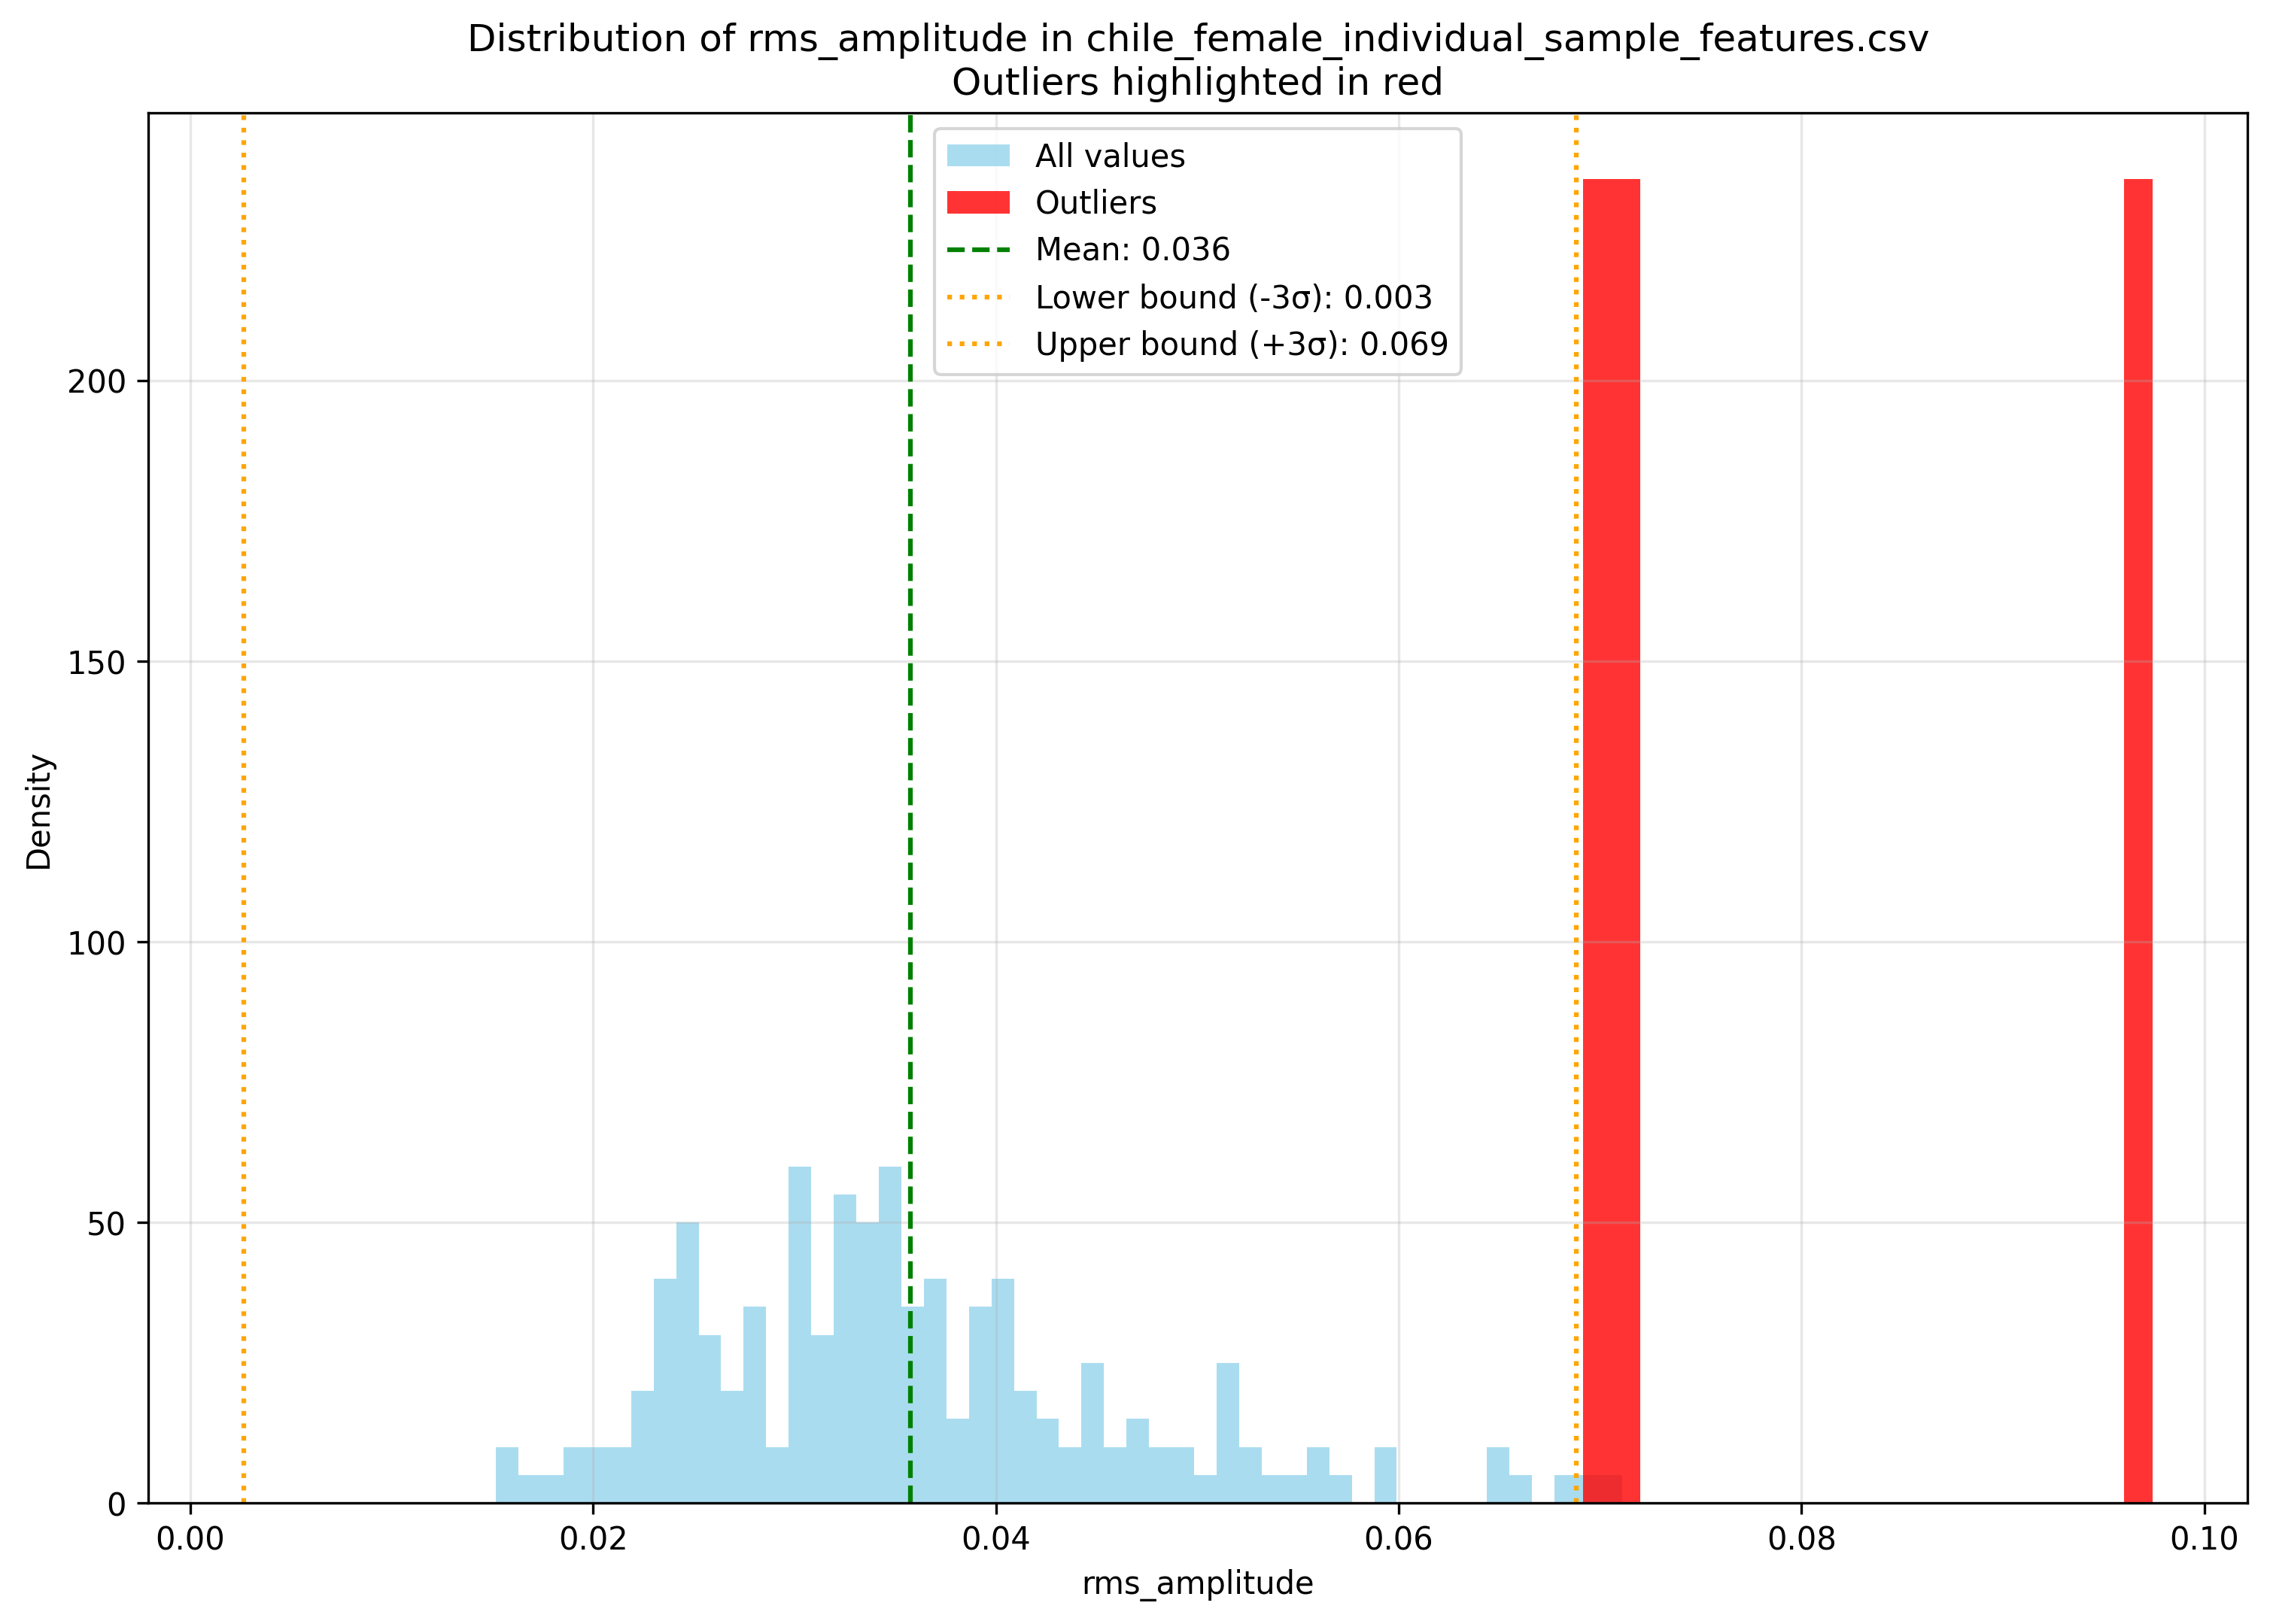 Distribution of rms_amplitude in chile_female_individual_sample_features.csv
Outliers highlighted in red
All values
Outliers
Mean: 0.036
Lower bound (-3σ): 0.003
Upper bound (+3σ): 0.069
Density
200
150
100
50
0
0.00 0.02 0.04 0.06 0.08 0.10
rms_amplitude